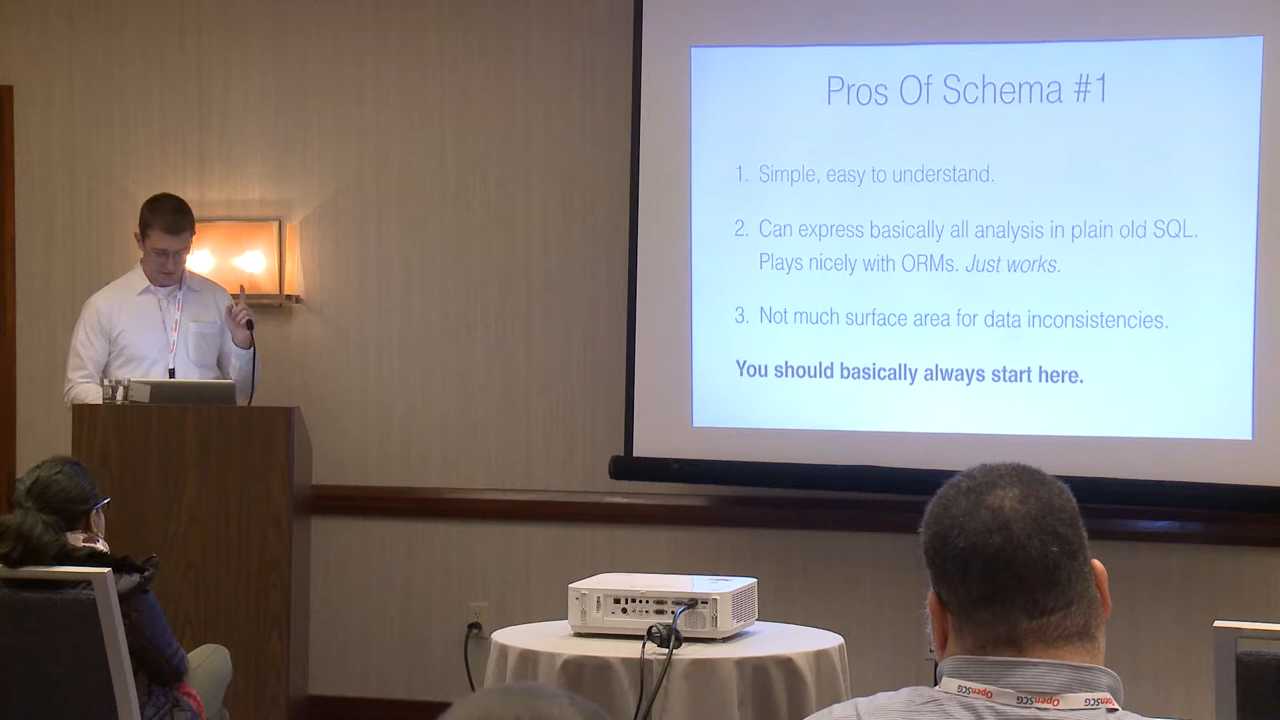 Pros Of Schema #1
1. Simple, easy to understand.
2. Can express basically all analysis in plain old SQL.
Plays nicely with ORMs. Just works.
3. Not much surface area for data inconsistencies.
You should basically always start here.
OpenSCG OpenSCG OpenSCG